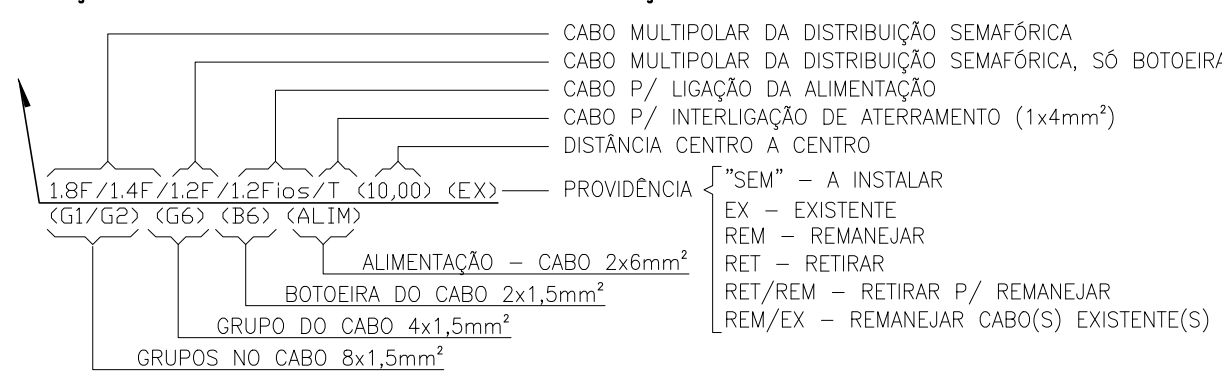 CABO MULTIPOLAR DA DISTRIBUIÇÃO SEMAFÓRICA
CABO MULTIPOLAR DA DISTRIBUIÇÃO SEMAFÓRICA, SÓ BOTOEIRA
CABO P/ LIGAÇÃO DA ALIMENTAÇÃO
CABO P/ INTERLIGAÇÃO DE ATERRAMENTO (1x4mm²)
DISTÂNCIA CENTRO A CENTRO
1.8F/1.4F/1.2F/1.2Fios/T (10,00) (EX)
PROVIDÊNCIA
"SEM" – A INSTALAR
EX – EXISTENTE
REM – REMANEJAR
RET – RETIRAR
RET/REM – RETIRAR P/ REMANEJAR
REM/EX – REMANEJAR CABO(S) EXISTENTE(S)
(G1/G2) (G6) (B6) (ALIM)
ALIMENTAÇÃO – CABO 2x6mm²
BOTOEIRA DO CABO 2x1,5mm²
GRUPO DO CABO 4x1,5mm²
GRUPOS NO CABO 8x1,5mm²